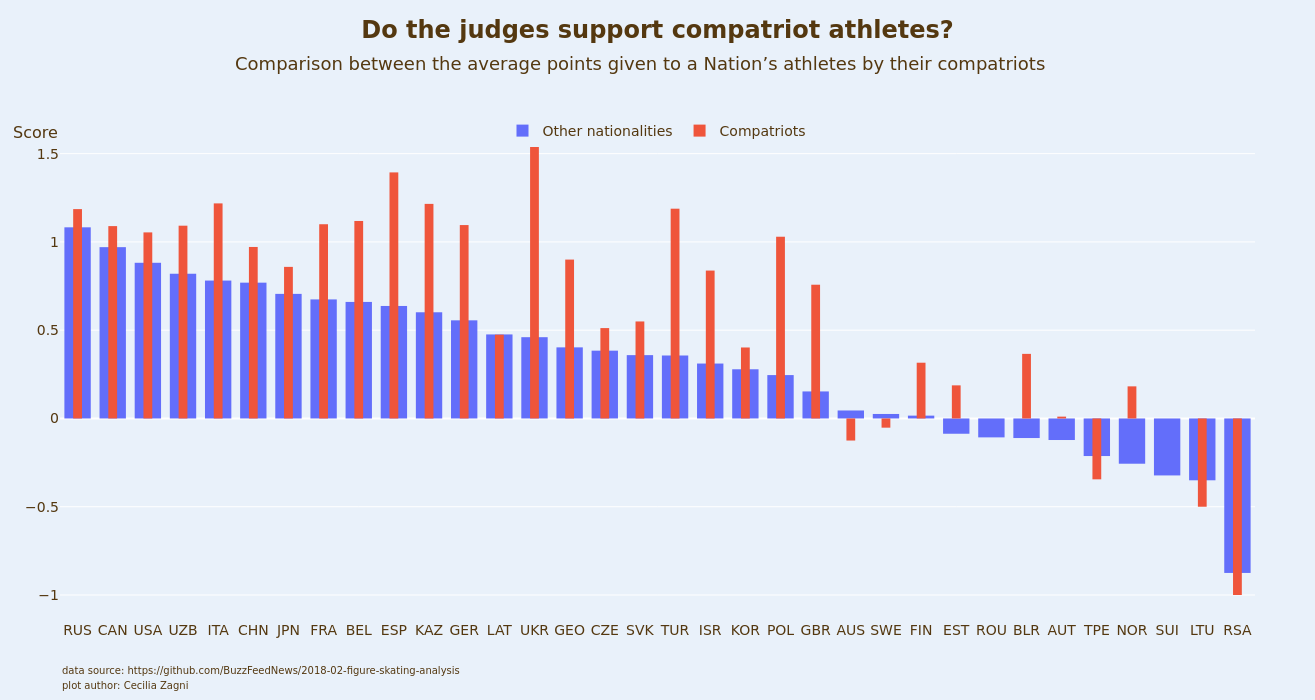 Do the judges support compatriot athletes?
Comparison between the average points given to a Nation’s athletes by their compatriots
Score
Other nationalities Compatriots
1.5
1
0.5
0
−0.5
−1
RUS CAN USA UZB ITA CHN JPN FRA BEL ESP KAZ GER LAT UKR GEO CZE SVK TUR ISR KOR POL GBR AUS SWE FIN EST ROU BLR AUT TPE NOR SUI LTU RSA
data source: https://github.com/BuzzFeedNews/2018-02-figure-skating-analysis
plot author: Cecilia Zagni